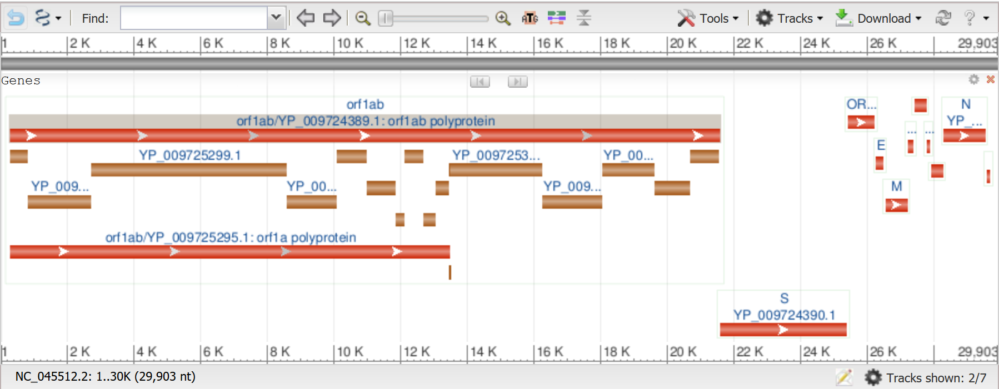 Find: Tools Tracks Download ?
1 2 K 4 K 6 K 8 K 10 K 12 K 14 K 16 K 18 K 20 K 22 K 24 K 26 K 29,903
Genes
orf1ab OR... N
orf1ab/YP_009724389.1: orf1ab polyprotein YP_...
... ...
E
YP_009725299.1 YP_0097253... YP_00...
YP_009... YP_00... YP_009... M
orf1ab/YP_009725295.1: orf1a polyprotein
S
YP_009724390.1
1 2 K 4 K 6 K 8 K 10 K 12 K 14 K 16 K 18 K 20 K 22 K 24 K 26 K 29,903
NC_045512.2: 1..30K (29,903 nt) Tracks shown: 2/7